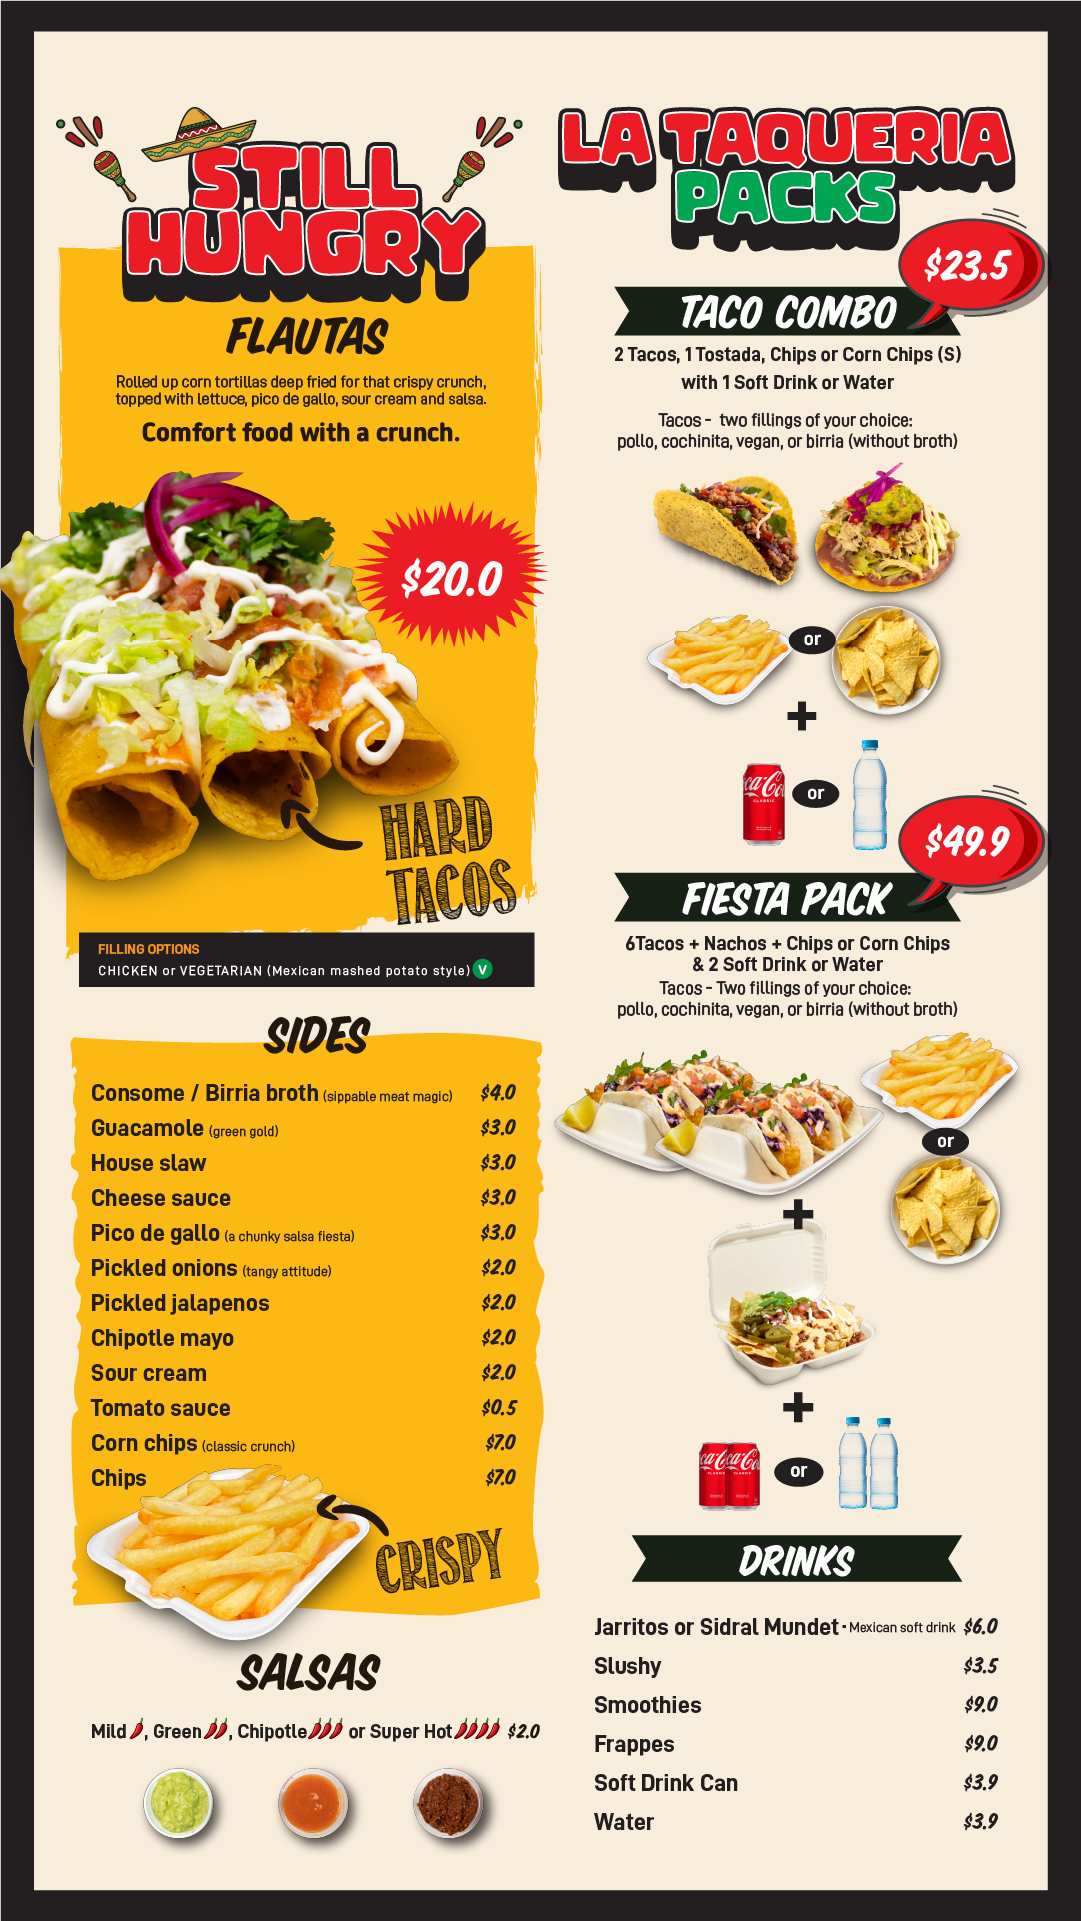 STILL
HUNGRY
FLAUTAS
Rolled up corn tortillas deep fried for that crispy crunch,
topped with lettuce, pico de gallo, sour cream and salsa.
Comfort food with a crunch.
$20.0
HARD
TACOS
FILLING OPTIONS
CHICKEN or VEGETARIAN (Mexican mashed potato style) V
SIDES
Consome / Birria broth (sippable meat magic) $4.0
Guacamole (green gold) $3.0
House slaw $3.0
Cheese sauce $3.0
Pico de gallo (a chunky salsa fiesta) $3.0
Pickled onions (tangy attitude) $2.0
Pickled jalapenos $2.0
Chipotle mayo $2.0
Sour cream $2.0
Tomato sauce $0.5
Corn chips (classic crunch) $7.0
Chips $7.0
CRISPY
SALSAS
Mild, Green, Chipotle or Super Hot $2.0
LA TAQUERIA
PACKS
$23.5
TACO COMBO
2 Tacos, 1 Tostada, Chips or Corn Chips (S)
with 1 Soft Drink or Water
Tacos - two fillings of your choice:
pollo, cochinita, vegan, or birria (without broth)
or
+
or
CLASSIC
$49.9
FIESTA PACK
6Tacos + Nachos + Chips or Corn Chips
& 2 Soft Drink or Water
Tacos - Two fillings of your choice:
pollo, cochinita, vegan, or birria (without broth)
or
+
+
or
DRINKS
Jarritos or Sidral Mundet - Mexican soft drink $6.0
Slushy $3.5
Smoothies $9.0
Frappes $9.0
Soft Drink Can $3.9
Water $3.9